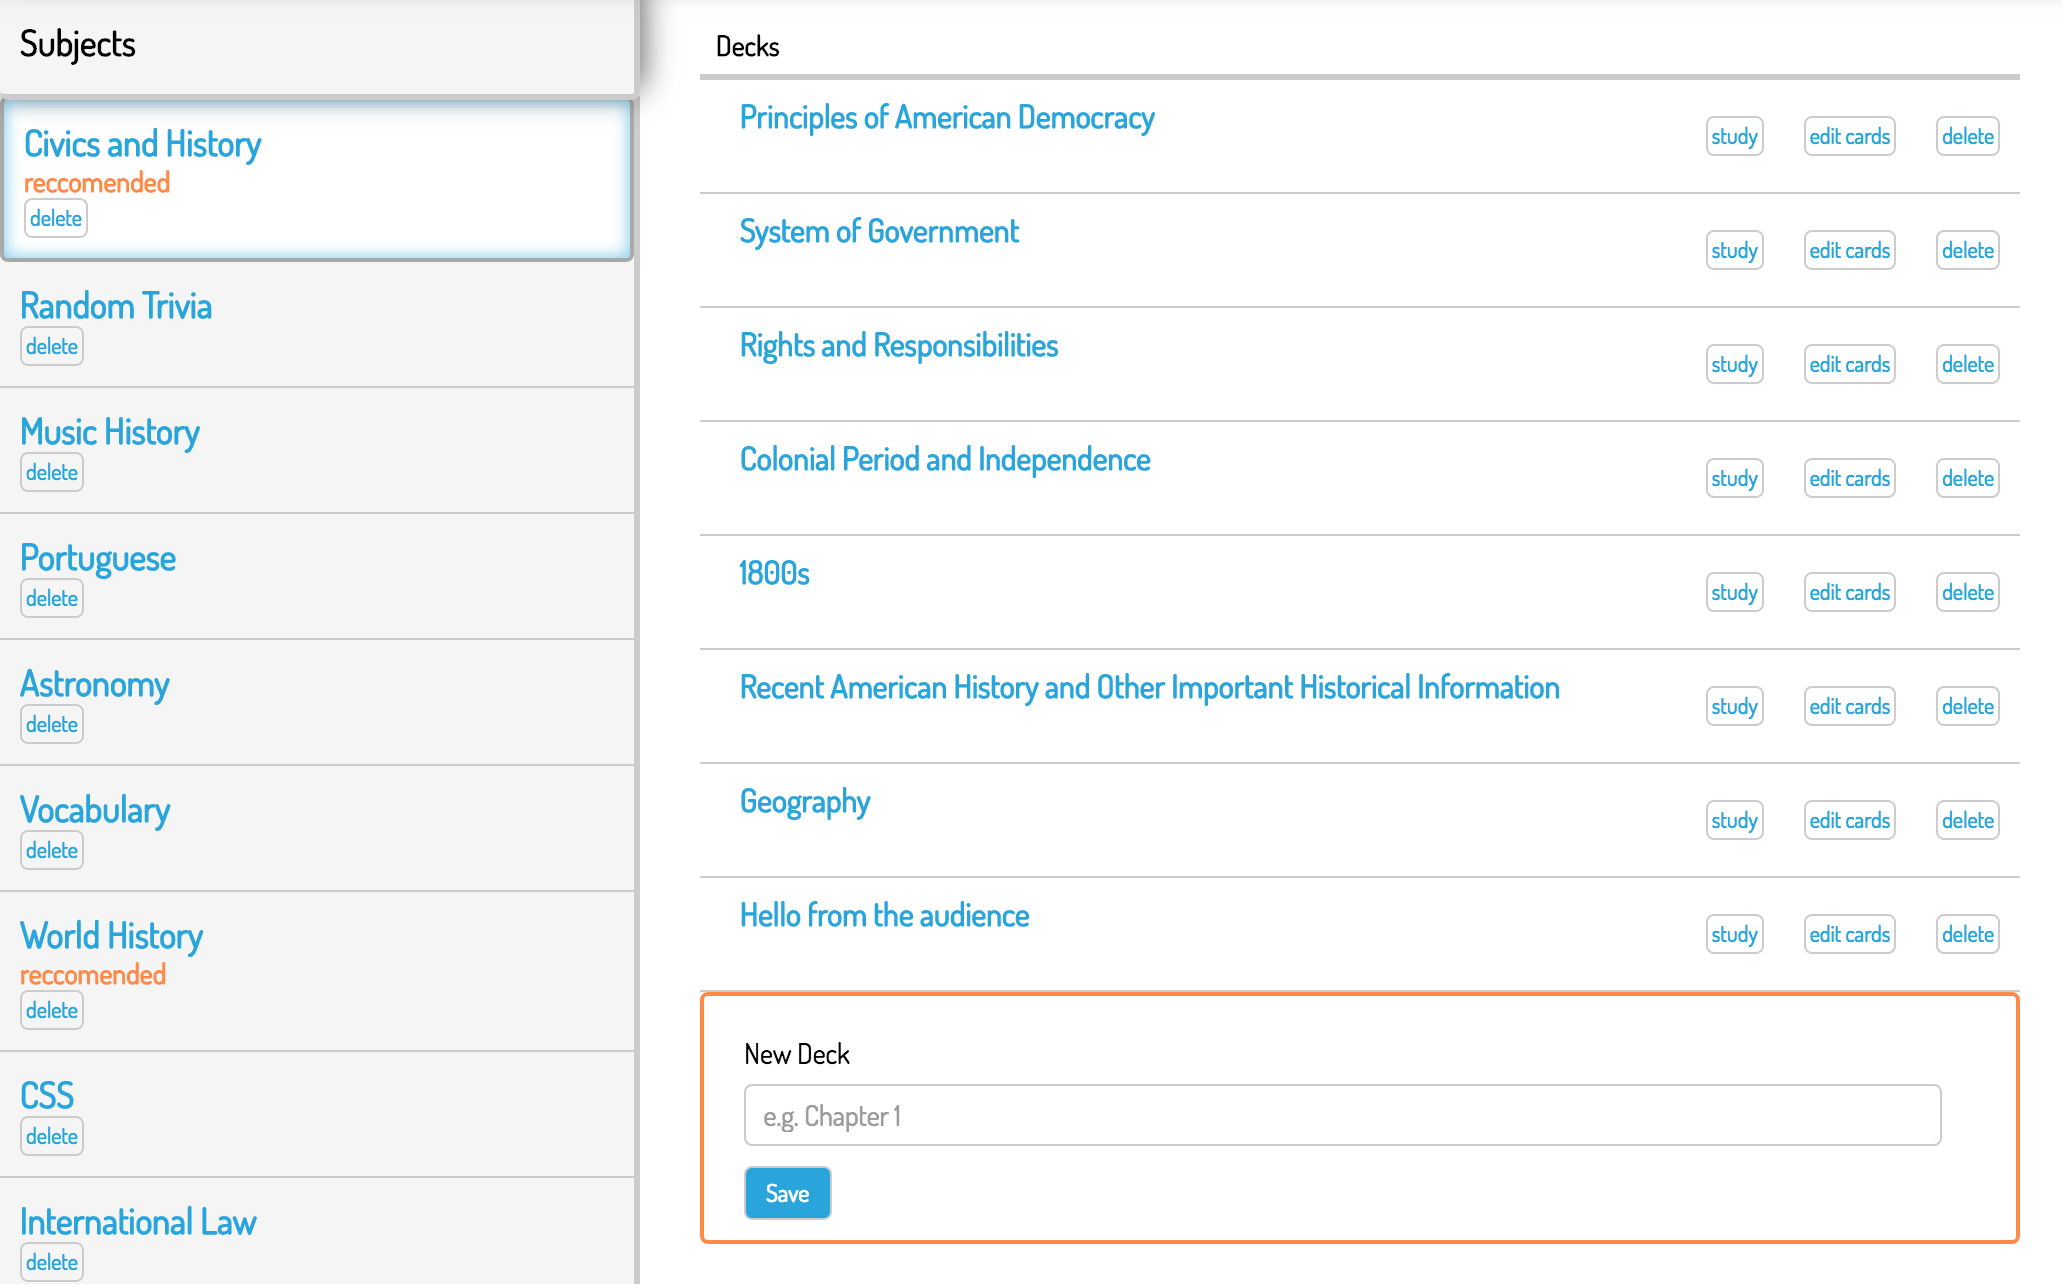 Subjects
Civics and History
reccomended
delete
Random Trivia
delete
Music History
delete
Portuguese
delete
Astronomy
delete
Vocabulary
delete
World History
reccomended
delete
CSS
delete
International Law
delete
Decks
Principles of American Democracy
study edit cards delete
System of Government
study edit cards delete
Rights and Responsibilities
study edit cards delete
Colonial Period and Independence
study edit cards delete
1800s
study edit cards delete
Recent American History and Other Important Historical Information
study edit cards delete
Geography
study edit cards delete
Hello from the audience
study edit cards delete
New Deck
e.g. Chapter 1
Save